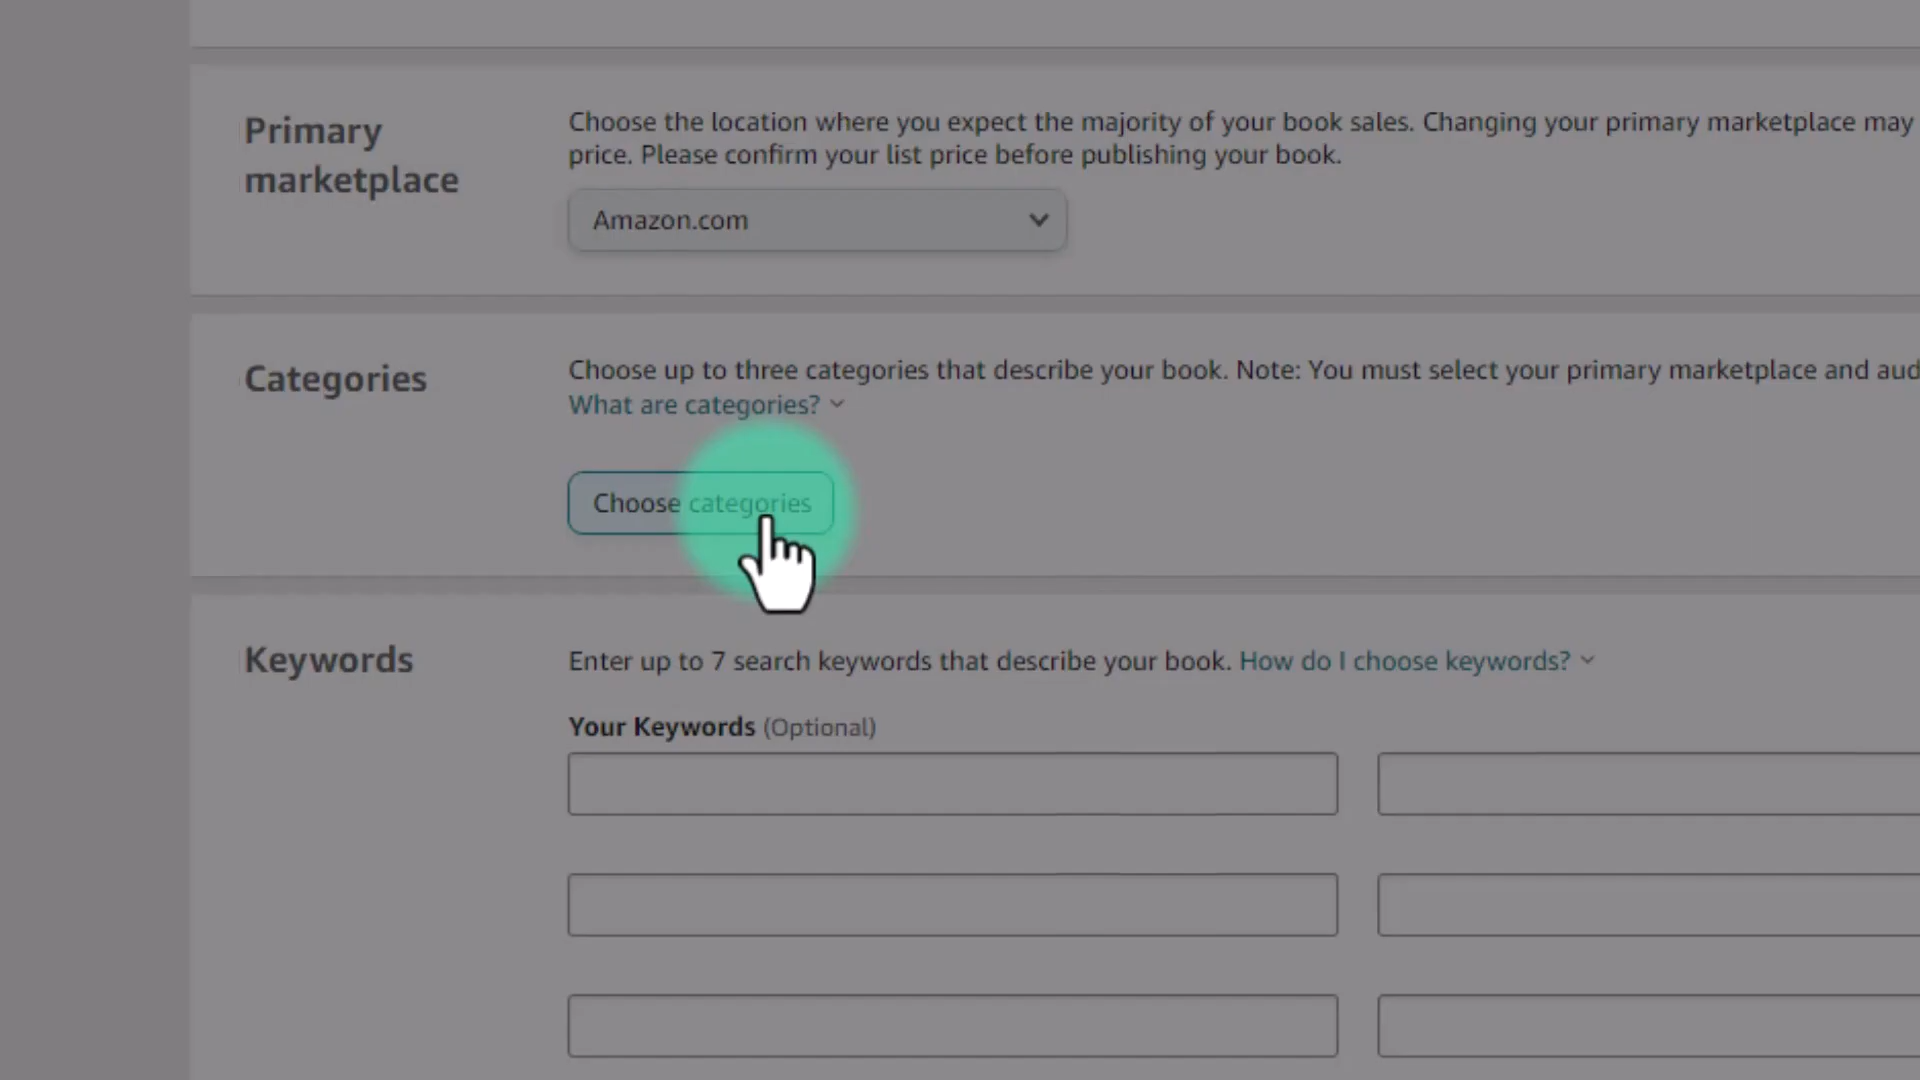 Primary
marketplace
Choose the location where you expect the majority of your book sales. Changing your primary marketplace may
price. Please confirm your list price before publishing your book.
Amazon.com
Categories
Choose up to three categories that describe your book. Note: You must select your primary marketplace and aud
What are categories?
Choose categories
Keywords
Enter up to 7 search keywords that describe your book. How do I choose keywords?
Your Keywords (Optional)